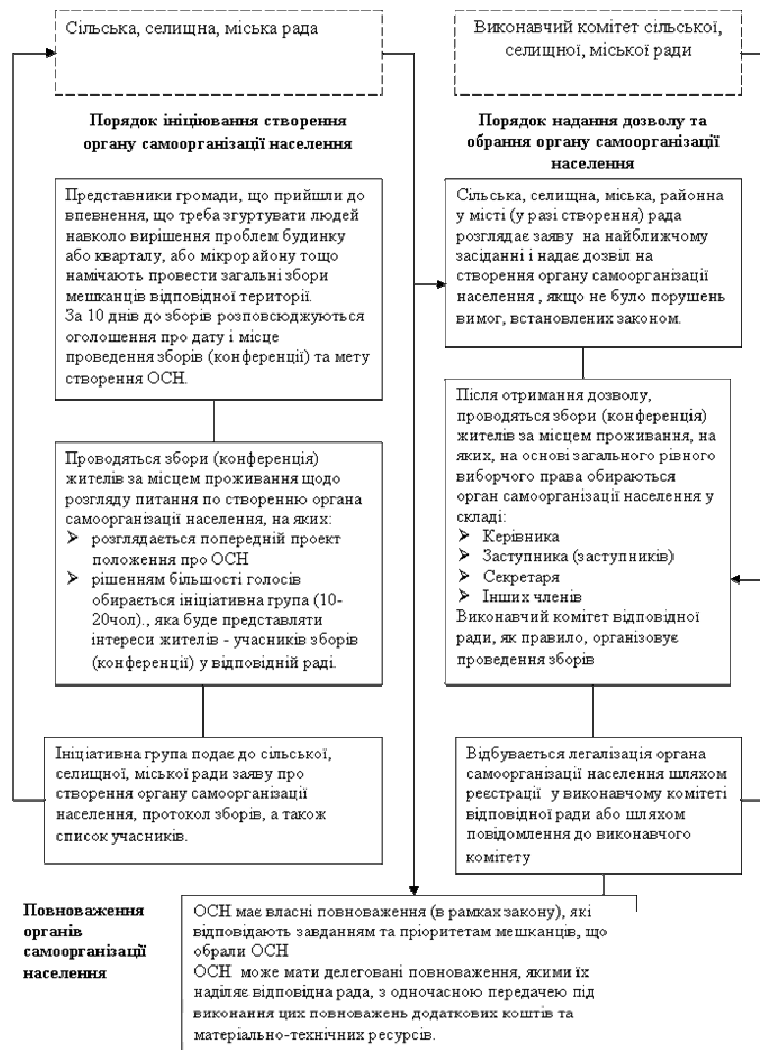 Сільська, селищна, міська рада
Виконавчий комітет сільської,
селищної, міської ради
Порядок ініціювання створення
органу самоорганізації населення
Порядок надання дозволу та
обрання органу самоорганізації
населення
Представники громади, що прийшли до
впевнення, що треба згуртувати людей
навколо вирішення проблем будинку
або кварталу, або мікрорайону тощо
намічають провести загальні збори
мешканців відповідної території.
За 10 днів до зборів розповсюджуються
оголошення про дату і місце
проведення зборів (конференції) та мету
створення ОСН.
Сільська, селищна, міська, районна
у місті (у разі створення) рада
розглядає заяву на найближчому
засіданні і надає дозвіл на
створення органу самоорганізації
населення , якщо не було порушень
вимог, встановлених законом.
Проводяться збори (конференція)
жителів за місцем проживання щодо
розгляду питання по створенню органа
самоорганізації населення, на яких:
➢ розглядається попередній проект
положення про ОСН
➢ рішенням більшості голосів
обирається ініціативна група (10-
20чол)., яка буде представляти
інтереси жителів - учасників зборів
(конференції) у відповідній раді.
Після отримання дозволу,
проводяться збори (конференція)
жителів за місцем проживання, на
яких, на основі загального рівного
виборчого права обираються
орган самоорганізації населення у
складі:
➢ Керівника
➢ Заступника (заступників)
➢ Секретаря
➢ Інших членів
Виконавчий комітет відповідної
ради, як правило, організовує
проведення зборів
Ініціативна група подає до сільської,
селищної, міської ради заяву про
створення органу самоорганізації
населення, протокол зборів, а також
список учасників.
Відбувається легалізація органа
самоорганізації населення шляхом
реєстрації у виконавчому комітеті
відповідної ради або шляхом
повідомлення до виконавчого
комітету
Повноваження
органів
самоорганізації
населення
ОСН має власні повноваження (в рамках закону), які
відповідають завданням та пріоритетам мешканців, що
обрали ОСН
ОСН може мати делеговані повноваження, якими їх
наділяє відповідна рада, з одночасною передачею під
виконання цих повноважень додаткових коштів та
матеріально-технічних ресурсів.